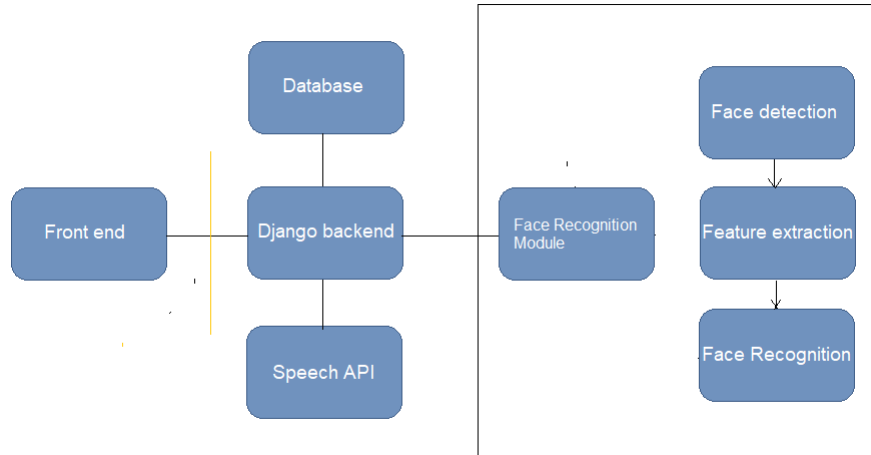 Database
Face detection
Front end
Django backend
Face Recognition
Module
Feature extraction
Speech API
Face Recognition